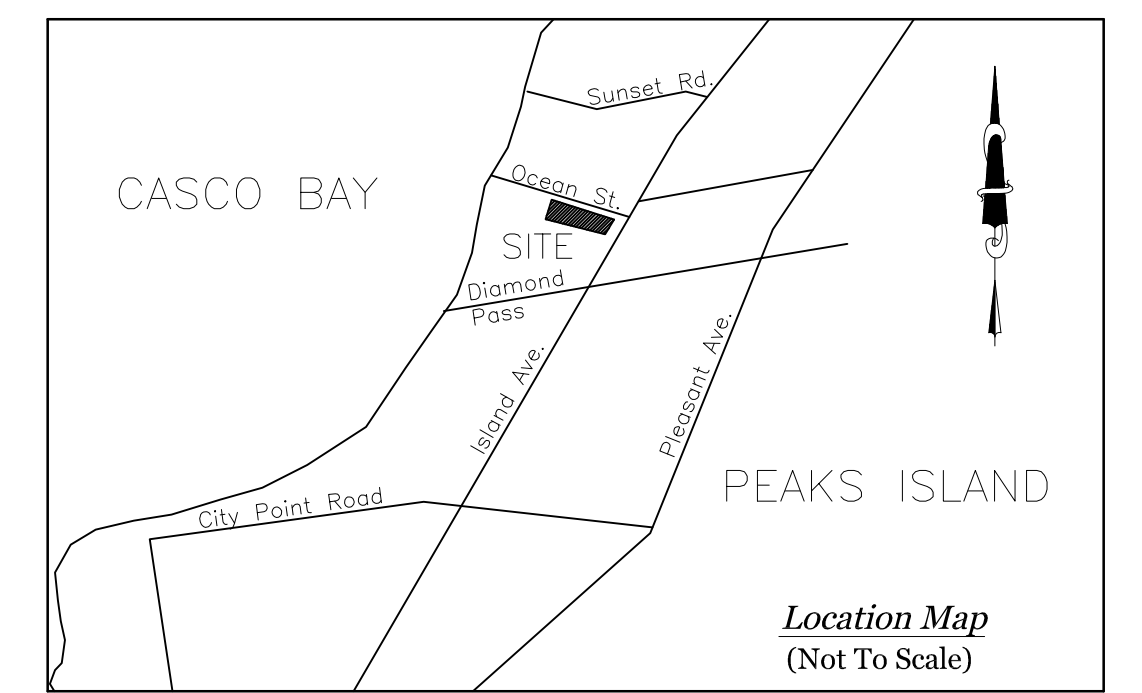 Sunset Rd.
CASCO BAY
Ocean St.
SITE
Diamond
Pass
Island Ave.
Pleasant Ave.
PEAKS ISLAND
City Point Road
Location Map
(Not To Scale)